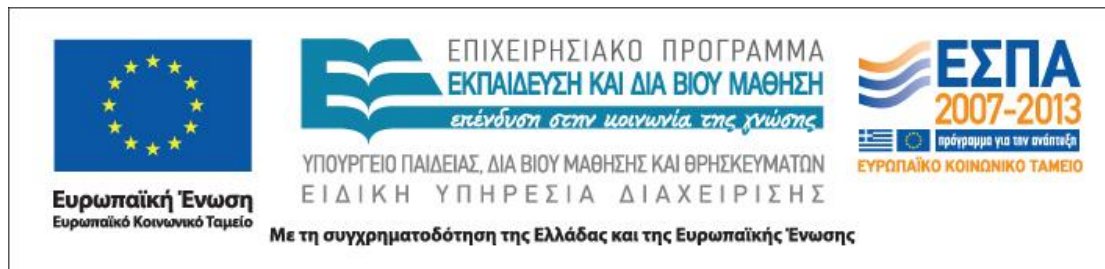 Ευρωπαϊκή Ένωση
Ευρωπαϊκό Κοινωνικό Ταμείο
ΕΠΙΧΕΙΡΗΣΙΑΚΟ ΠΡΟΓΡΑΜΜΑ
ΕΚΠΑΙΔΕΥΣΗ ΚΑΙ ΔΙΑ ΒΙΟΥ ΜΑΘΗΣΗ
επένδυση στην κοινωνία της γνώσης
ΥΠΟΥΡΓΕΙΟ ΠΑΙΔΕΙΑΣ, ΔΙΑ ΒΙΟΥ ΜΑΘΗΣΗΣ ΚΑΙ ΘΡΗΣΚΕΥΜΑΤΩΝ
ΕΙΔΙΚΗ ΥΠΗΡΕΣΙΑ ΔΙΑΧΕΙΡΙΣΗΣ
Με τη συγχρηματοδότηση της Ελλάδας και της Ευρωπαϊκής Ένωσης
ΕΣΠΑ
2007-2013
πρόγραμμα για την ανάπτυξη
ΕΥΡΩΠΑΪΚΟ ΚΟΙΝΩΝΙΚΟ ΤΑΜΕΙΟ